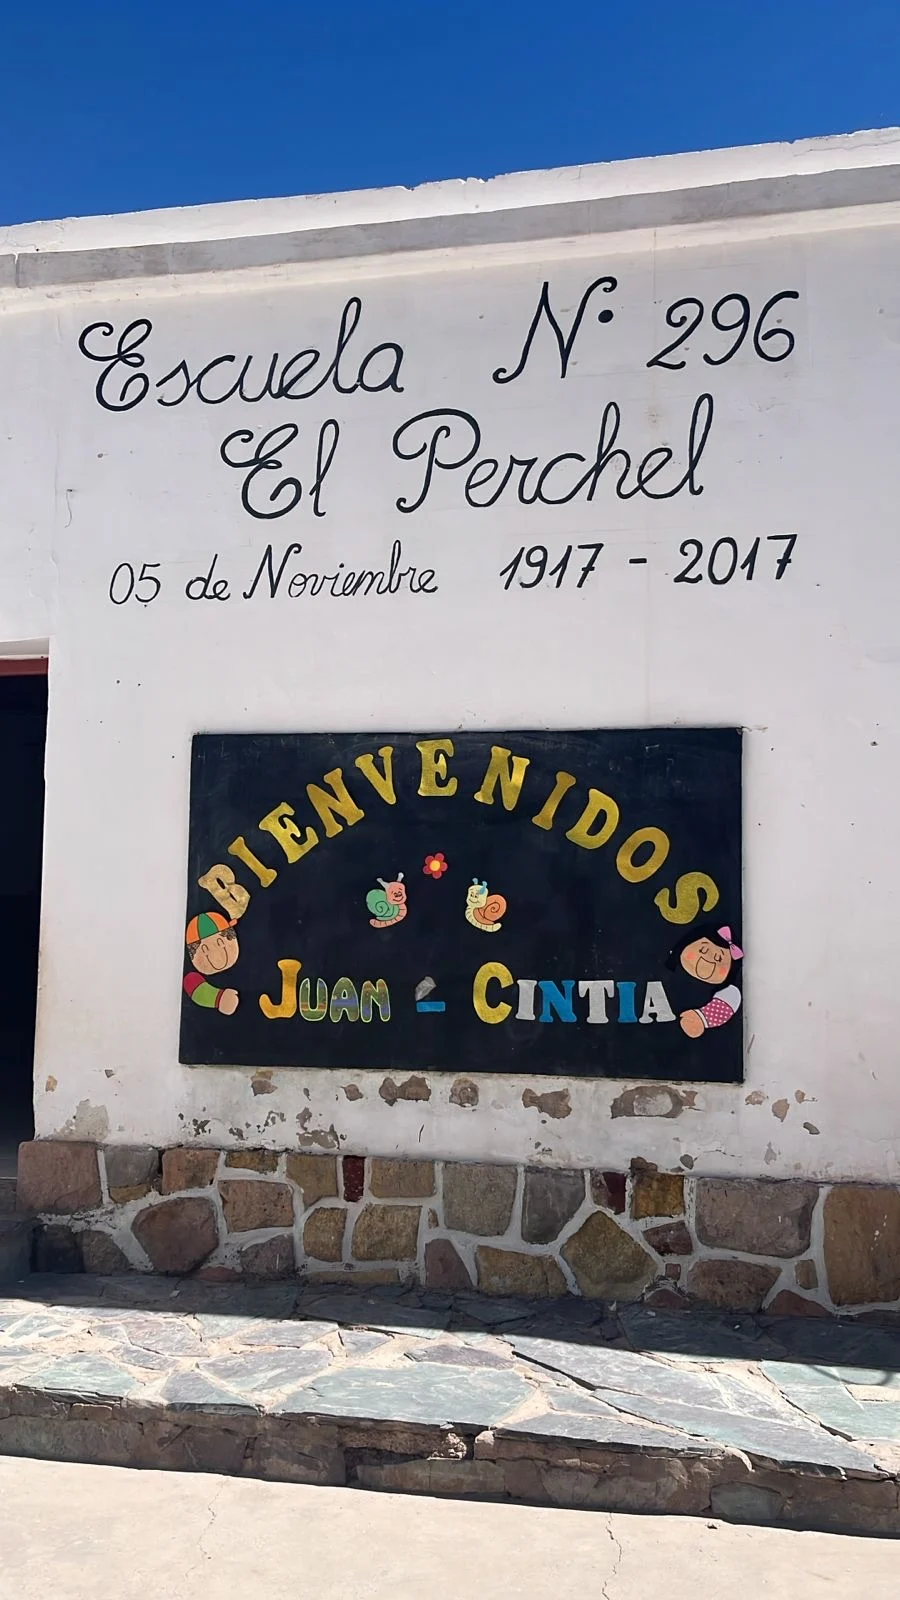 Escuela N° 296
El Perchel
05 de Noviembre 1917 - 2017
BIENVENIDOS
JUAN - CINTIA